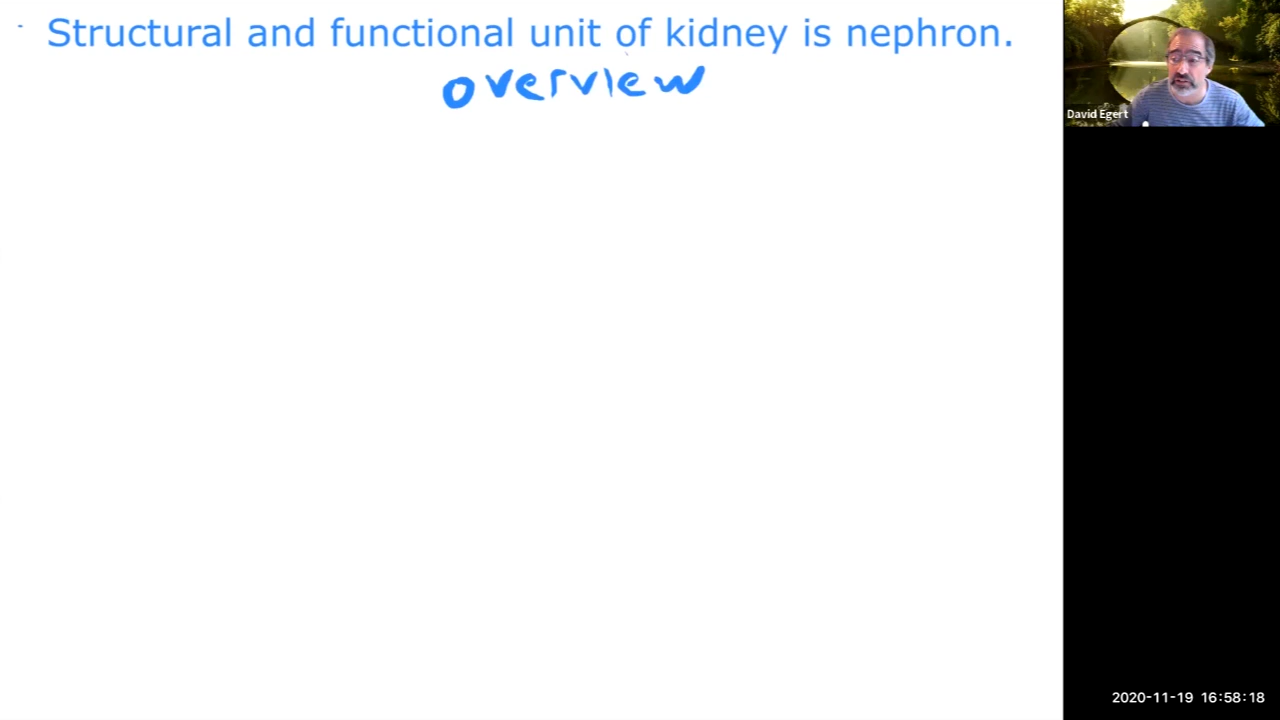 Structural and functional unit of kidney is nephron.
overview
David Egert
2020-11-19 16:58:18